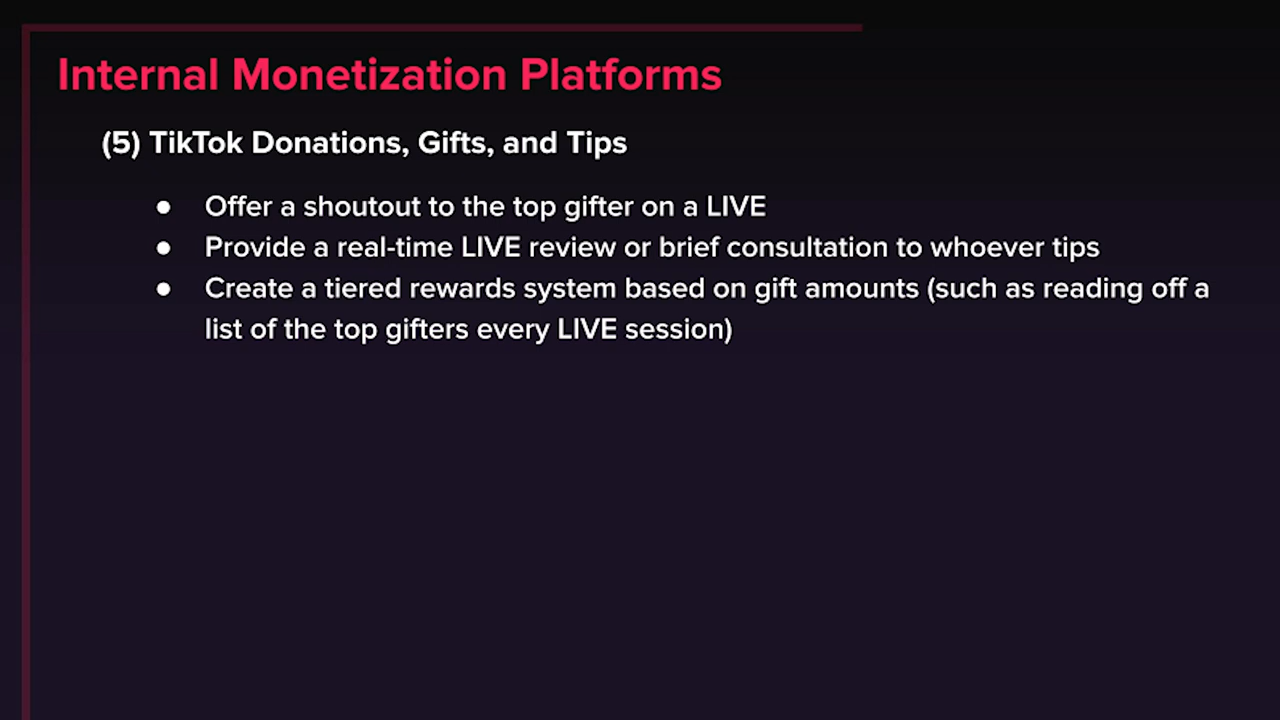 Internal Monetization Platforms
(5) TikTok Donations, Gifts, and Tips
● Offer a shoutout to the top gifter on a LIVE
● Provide a real-time LIVE review or brief consultation to whoever tips
● Create a tiered rewards system based on gift amounts (such as reading off a
list of the top gifters every LIVE session)